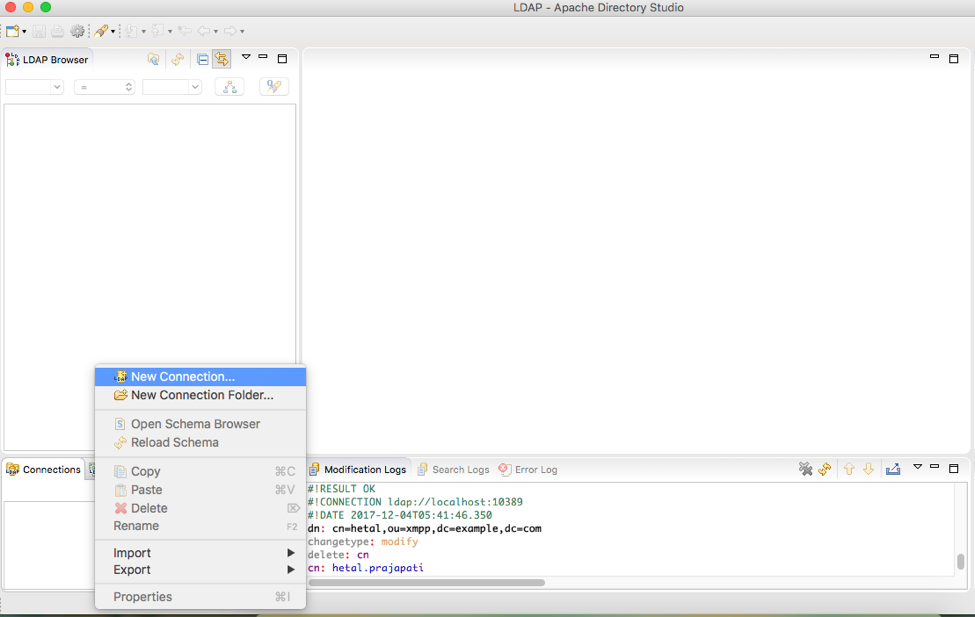 LDAP - Apache Directory Studio
LDAP Browser
=
New Connection...
New Connection Folder...
Open Schema Browser
Reload Schema
Copy ⌘C
Paste ⌘V
Delete ⌦
Rename F2
Import
Export
Properties ⌘I
Connections
Modification Logs
Search Logs
Error Log
#!RESULT OK
#!CONNECTION ldap://localhost:10389
#!DATE 2017-12-04T05:41:46.350
dn: cn=hetal,ou=xmpp,dc=example,dc=com
changetype: modify
delete: cn
cn: hetal.prajapati